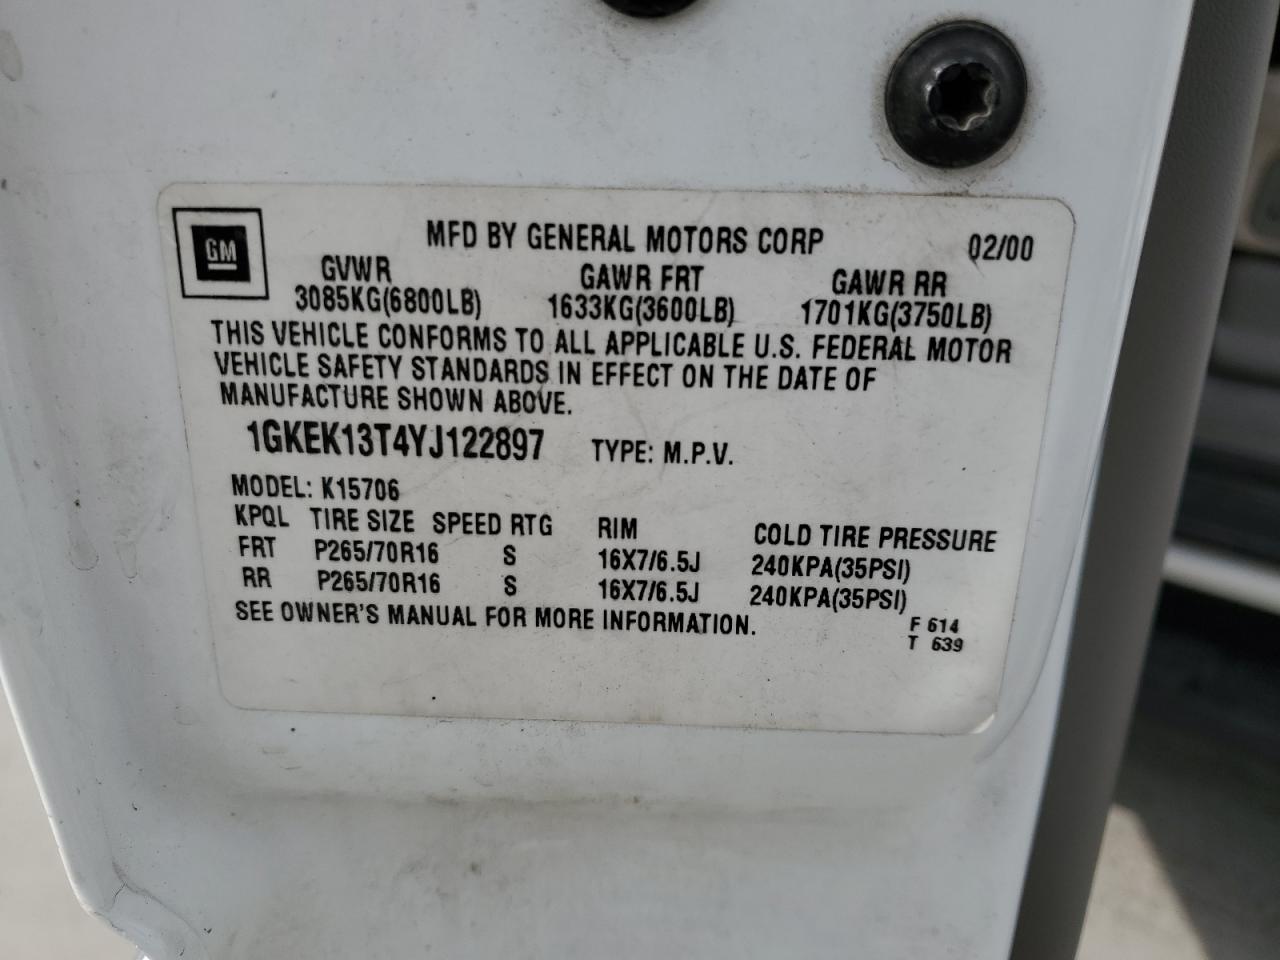 GM
MFD BY GENERAL MOTORS CORP 02/00
GVWR GAWR FRT GAWR RR
3085KG(6800LB) 1633KG(3600LB) 1701KG(3750LB)
THIS VEHICLE CONFORMS TO ALL APPLICABLE U.S. FEDERAL MOTOR
VEHICLE SAFETY STANDARDS IN EFFECT ON THE DATE OF
MANUFACTURE SHOWN ABOVE.
1GKEK13T4YJ122897 TYPE: M.P.V.
MODEL: K15706
KPQL TIRE SIZE SPEED RTG RIM COLD TIRE PRESSURE
FRT P265/70R16 S 16X7/6.5J 240KPA(35PSI)
RR P265/70R16 S 16X7/6.5J 240KPA(35PSI)
SEE OWNER'S MANUAL FOR MORE INFORMATION.
F 614
T 639